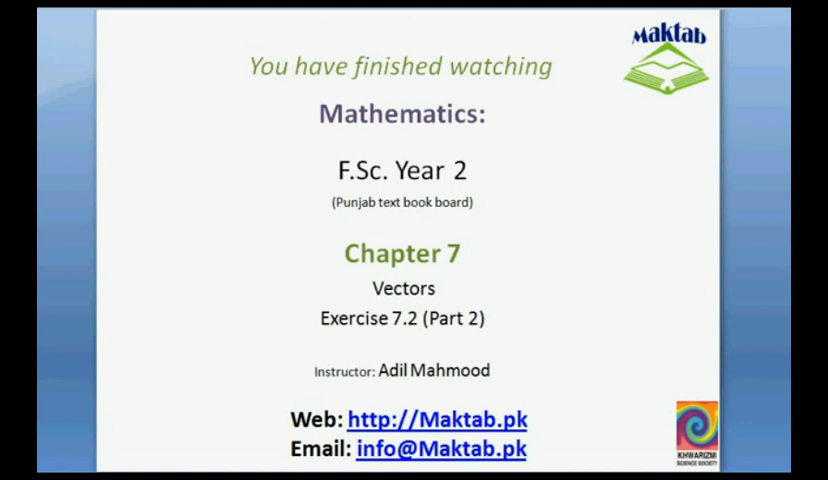 Maktab
You have finished watching
Mathematics:
F.Sc. Year 2
(Punjab text book board)
Chapter 7
Vectors
Exercise 7.2 (Part 2)
Instructor: Adil Mahmood
Web: http://Maktab.pk
Email: info@Maktab.pk
KHWARIZMI
SCIENCE SOCIETY